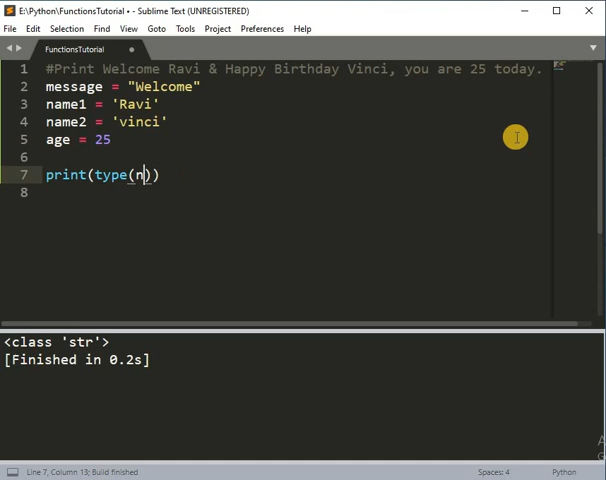 E:\Python\FunctionsTutorial • - Sublime Text (UNREGISTERED)
File Edit Selection Find View Goto Tools Project Preferences Help
FunctionsTutorial
1 #Print Welcome Ravi & Happy Birthday Vinci, you are 25 today.
2 message = "Welcome"
3 name1 = 'Ravi'
4 name2 = 'vinci'
5 age = 25
6
7 print(type(n))
8
<class 'str'>
[Finished in 0.2s]
Line 7, Column 13; Build finished Spaces: 4 Python